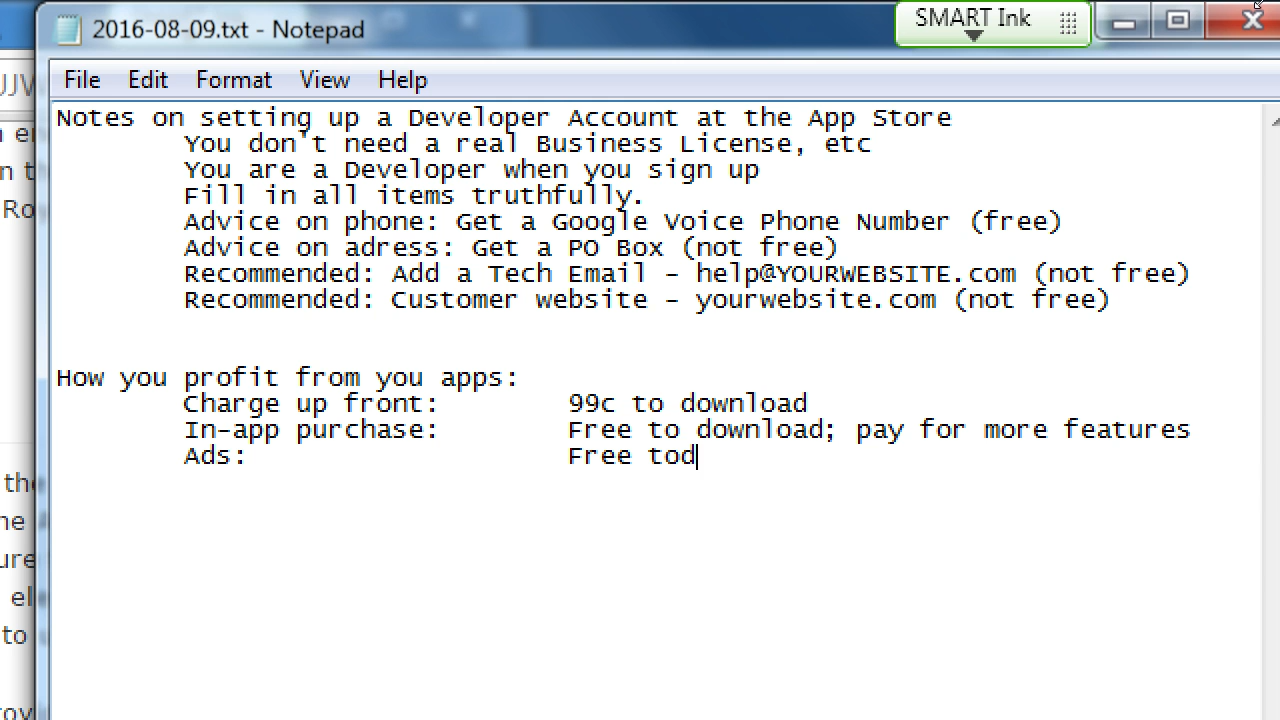 2016-08-09.txt - Notepad
SMART Ink
File Edit Format View Help
Notes on setting up a Developer Account at the App Store
You don't need a real Business License, etc
You are a Developer when you sign up
Fill in all items truthfully.
Advice on phone: Get a Google Voice Phone Number (free)
Advice on adress: Get a PO Box (not free)
Recommended: Add a Tech Email - help@YOURWEBSITE.com (not free)
Recommended: Customer website - yourwebsite.com (not free)
How you profit from you apps:
Charge up front: 99c to download
In-app purchase: Free to download; pay for more features
Ads: Free tod